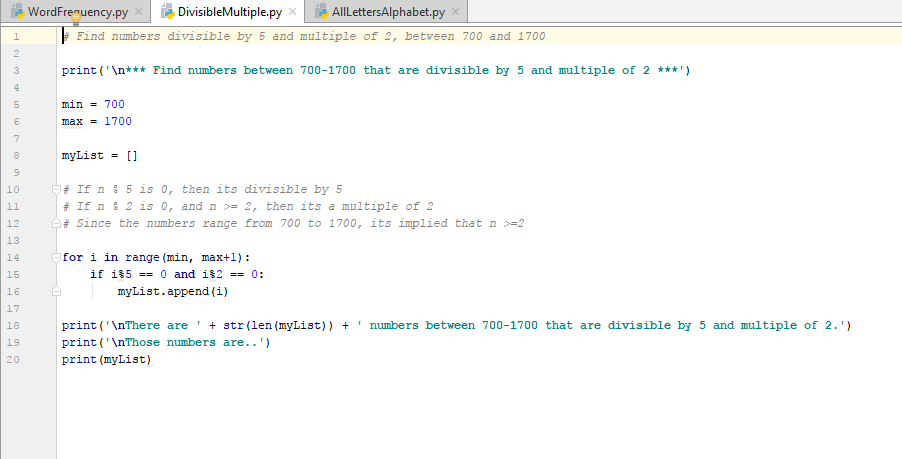 WordFrequency.py DivisibleMultiple.py AllLettersAlphabet.py
1 # Find numbers divisible by 5 and multiple of 2, between 700 and 1700
2
3 print('\n*** Find numbers between 700-1700 that are divisible by 5 and multiple of 2 ***')
4
5 min = 700
6 max = 1700
7
8 myList = []
9
10 # If n % 5 is 0, then its divisible by 5
11 # If n % 2 is 0, and n >= 2, then its a multiple of 2
12 # Since the numbers range from 700 to 1700, its implied that n >=2
13
14 for i in range(min, max+1):
15     if i%5 == 0 and i%2 == 0:
16         myList.append(i)
17
18 print('\nThere are ' + str(len(myList)) + ' numbers between 700-1700 that are divisible by 5 and multiple of 2.')
19 print('\nThose numbers are..')
20 print(myList)